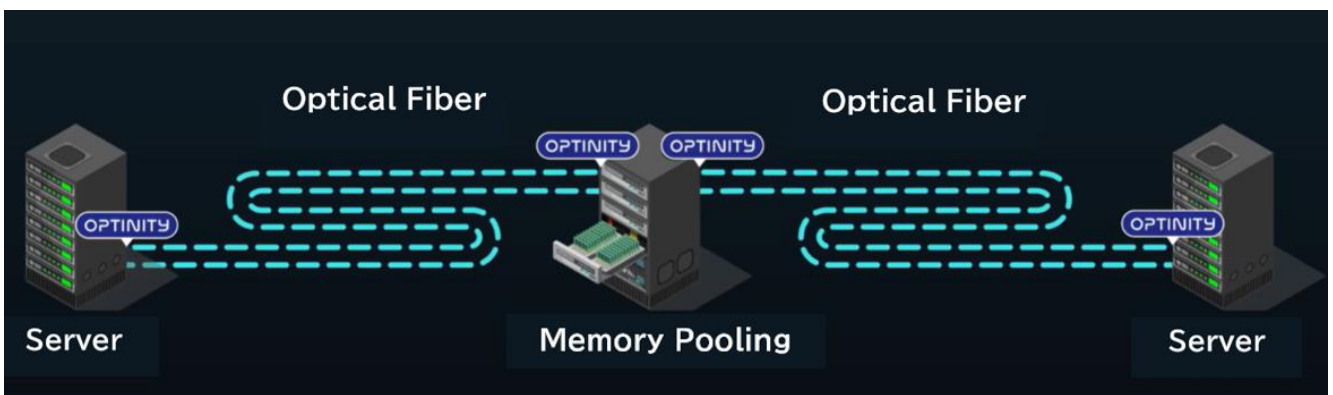 Optical Fiber
Optical Fiber
OPTINITY
OPTINITY
OPTINITY
OPTINITY
Server
Memory Pooling
Server